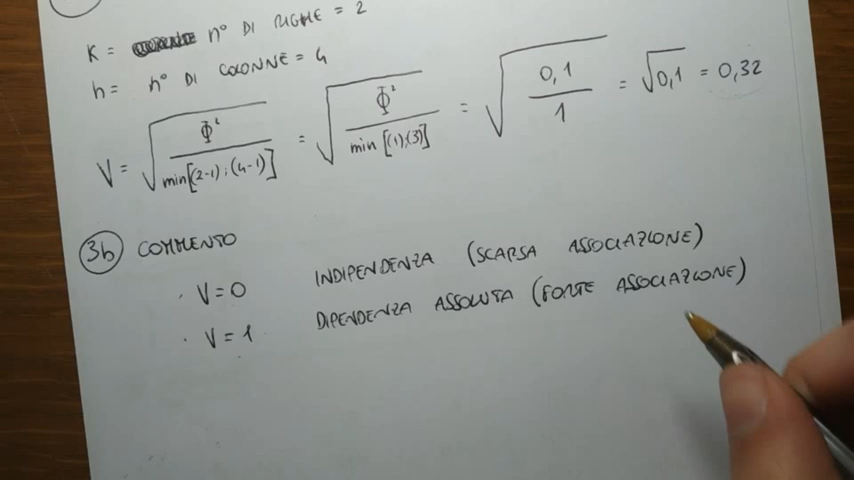 K = n° DI RIGHE = 2
h = n° DI COLONNE = 4
V = √(Φ² / min[(2-1);(4-1)]) = √(Φ² / min[(1);(3)]) = √(0,1 / 1) = √0,1 = 0,32
3b COMMENTO
· V=0 INDIPENDENZA (SCARSA ASSOCIAZIONE)
· V=1 DIPENDENZA ASSOLUTA (FORTE ASSOCIAZIONE)